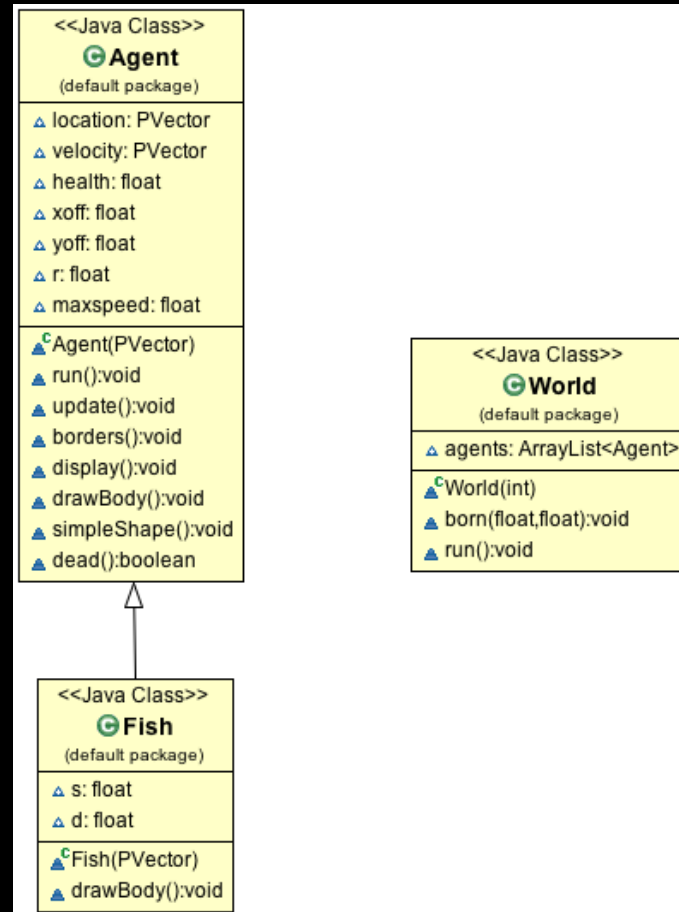 <<Java Class>>
Agent
(default package)
location: PVector
velocity: PVector
health: float
xoff: float
yoff: float
r: float
maxspeed: float
Agent(PVector)
run():void
update():void
borders():void
display():void
drawBody():void
simpleShape():void
dead():boolean
<<Java Class>>
World
(default package)
agents: ArrayList<Agent>
World(int)
born(float,float):void
run():void
<<Java Class>>
Fish
(default package)
s: float
d: float
Fish(PVector)
drawBody():void